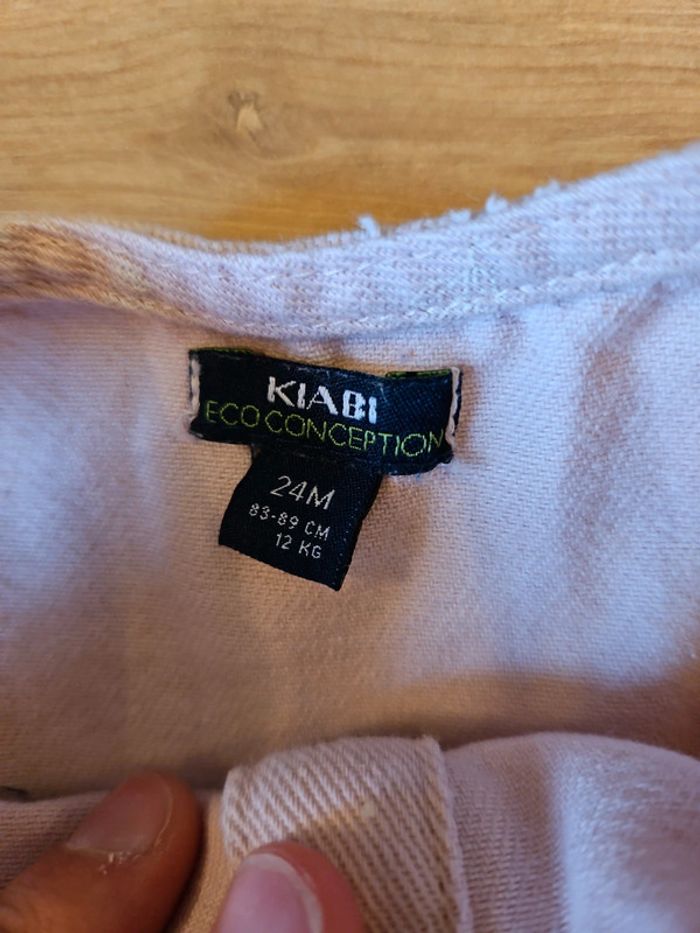 KIABI
ECO CONCEPTION
24M
83-89 CM
12 KG